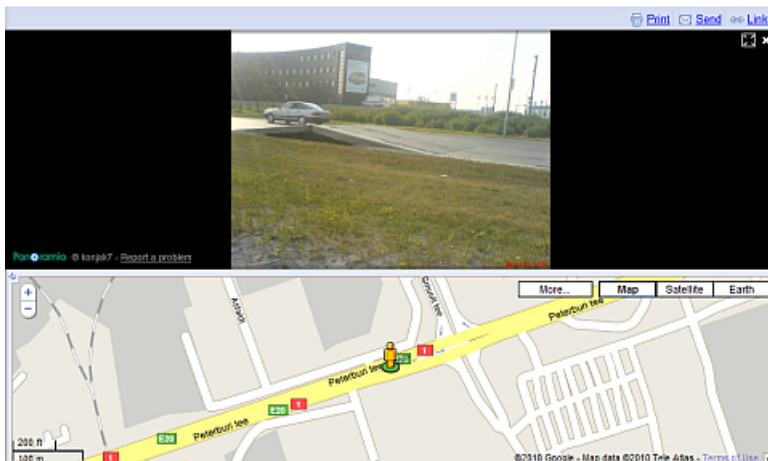 Print Send Link
x
Panoramio © konjak7 - Report a problem
+
−
More... Map Satellite Earth
Peterburi tee
1
Peterburi tee
1
E20
E20
Peterburi tee
1
200 ft
100 m
©2010 Google - Map data ©2010 Tele Atlas - Terms of Use